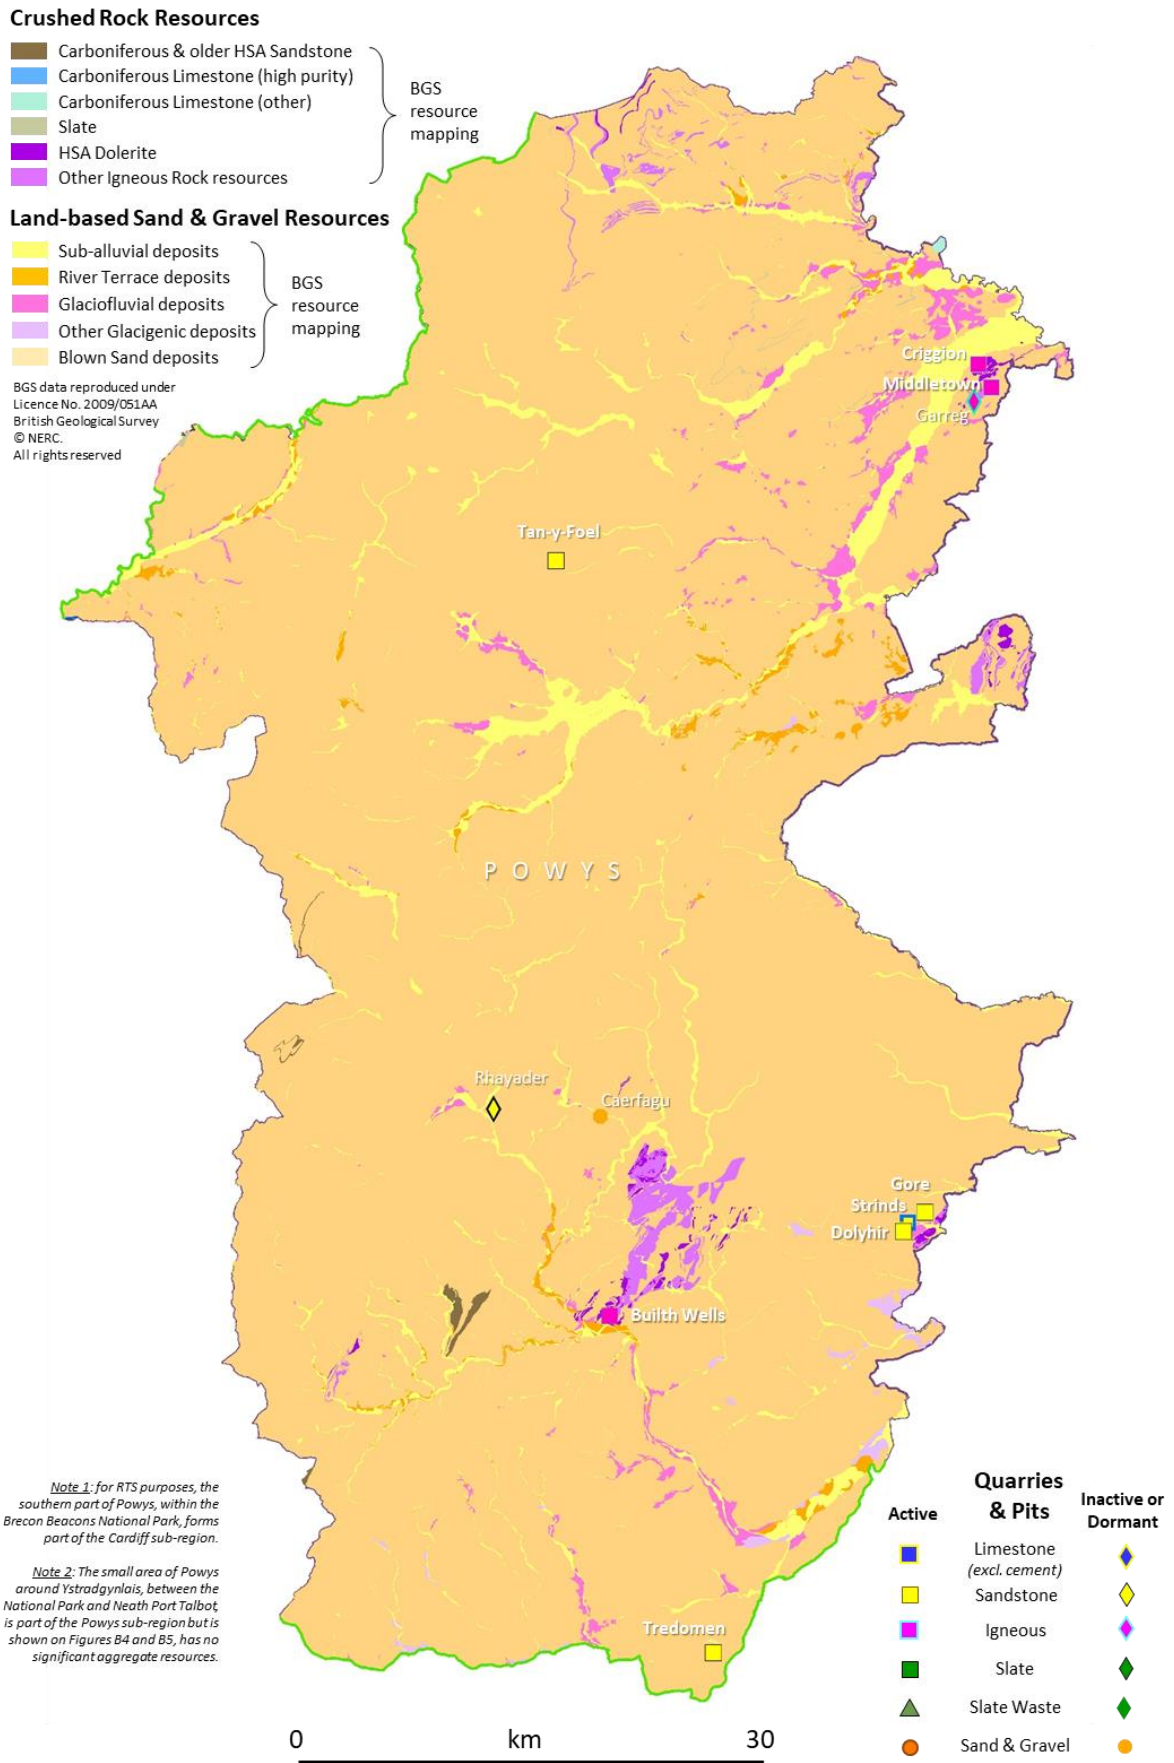 Crushed Rock Resources
Carboniferous & older HSA Sandstone
Carboniferous Limestone (high purity)
Carboniferous Limestone (other)
Slate
HSA Dolerite
Other Igneous Rock resources
BGS
resource
mapping
Land-based Sand & Gravel Resources
Sub-alluvial deposits
River Terrace deposits
Glaciofluvial deposits
Other Glacigenic deposits
Blown Sand deposits
BGS
resource
mapping
BGS data reproduced under
Licence No. 2009/051AA
British Geological Survey
© NERC.
All rights reserved
Criggion
Middletown
Garreg
Tan-y-Foel
P O W Y S
Rhayader
Caerfagu
Gore
Strinds
Dolyhir
Builth Wells
Tredomen
Note 1: for RTS purposes, the
southern part of Powys, within the
Brecon Beacons National Park, forms
part of the Cardiff sub-region.
Note 2: The small area of Powys
around Ystradgynlais, between the
National Park and Neath Port Talbot,
is part of the Powys sub-region but is
shown on Figures B4 and B5, has no
significant aggregate resources.
Quarries
& Pits
Active
Inactive or
Dormant
Limestone
(excl. cement)
Sandstone
Igneous
Slate
Slate Waste
Sand & Gravel
0 km 30